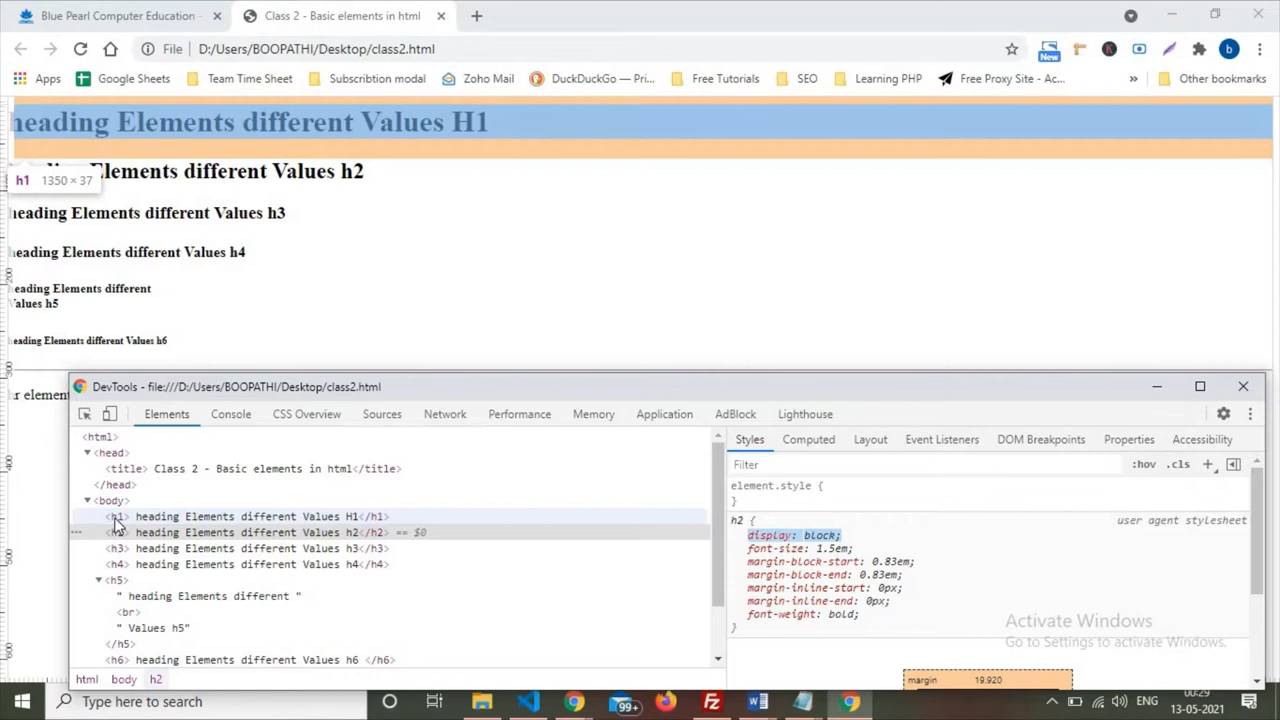 Blue Pearl Computer Education -
Class 2 - Basic elements in html
File D:/Users/BOOPATHI/Desktop/class2.html
New
K
b
Apps Google Sheets Team Time Sheet Subscribtion modal Zoho Mail DuckDuckGo — Pri... Free Tutorials SEO Learning PHP Free Proxy Site - Ac... » Other bookmarks
heading Elements different Values H1
Elements different Values h2
h1 1350 × 37
heading Elements different Values h3
heading Elements different Values h4
heading Elements different
Values h5
heading Elements different Values h6
200
300
400
500
600
DevTools - file:///D:/Users/BOOPATHI/Desktop/class2.html
Elements Console CSS Overview Sources Network Performance Memory Application AdBlock Lighthouse
<html>
<head>
<title> Class 2 - Basic elements in html</title>
</head>
<body>
<h1> heading Elements different Values H1</h1>
<h2> heading Elements different Values h2</h2> == $0
<h3> heading Elements different Values h3</h3>
<h4> heading Elements different Values h4</h4>
<h5>
" heading Elements different "
<br>
" Values h5"
</h5>
<h6> heading Elements different Values h6 </h6>
html body h2
Styles Computed Layout Event Listeners DOM Breakpoints Properties Accessibility
Filter :hov .cls +
element.style {
}
h2 { user agent stylesheet
display: block;
font-size: 1.5em;
margin-block-start: 0.83em;
margin-block-end: 0.83em;
margin-inline-start: 0px;
margin-inline-end: 0px;
font-weight: bold;
}
margin 19.920
Activate Windows
Go to Settings to activate Windows.
Type here to search
99+
ENG
00:29
13-05-2021